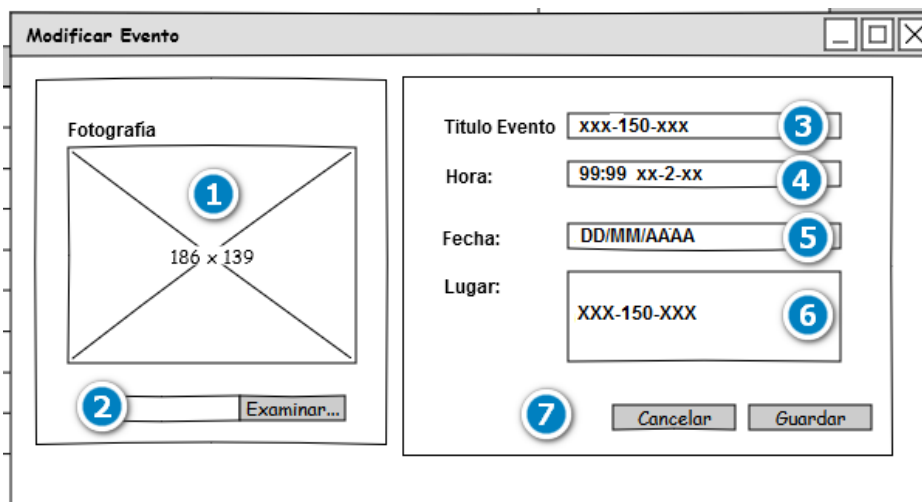 Modificar Evento
Fotografía
1
186 x 139
2
Examinar...
Titulo Evento xxx-150-xxx 3
Hora: 99:99 xx-2-xx 4
Fecha: DD/MM/AAAA 5
Lugar:
XXX-150-XXX 6
7 Cancelar Guardar